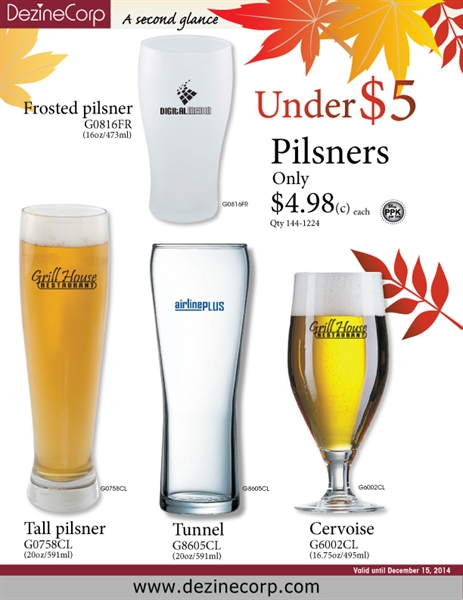 DezineCorp
A second glance
Under $5
Frosted pilsner
G0816FR
(16oz/473ml)
DIGITAL
G0816FR
Pilsners
Only
$4.98(c) each
Qty 144-1224
PPK
Grill House
RESTAURANT
G0758CL
airlinePLUS
G8605CL
Grill House
RESTAURANT
G6002CL
Tall pilsner
G0758CL
(20oz/591ml)
Tunnel
G8605CL
(20oz/591ml)
Cervoise
G6002CL
(16.75oz/495ml)
Valid until December 15, 2014
www.dezinecorp.com